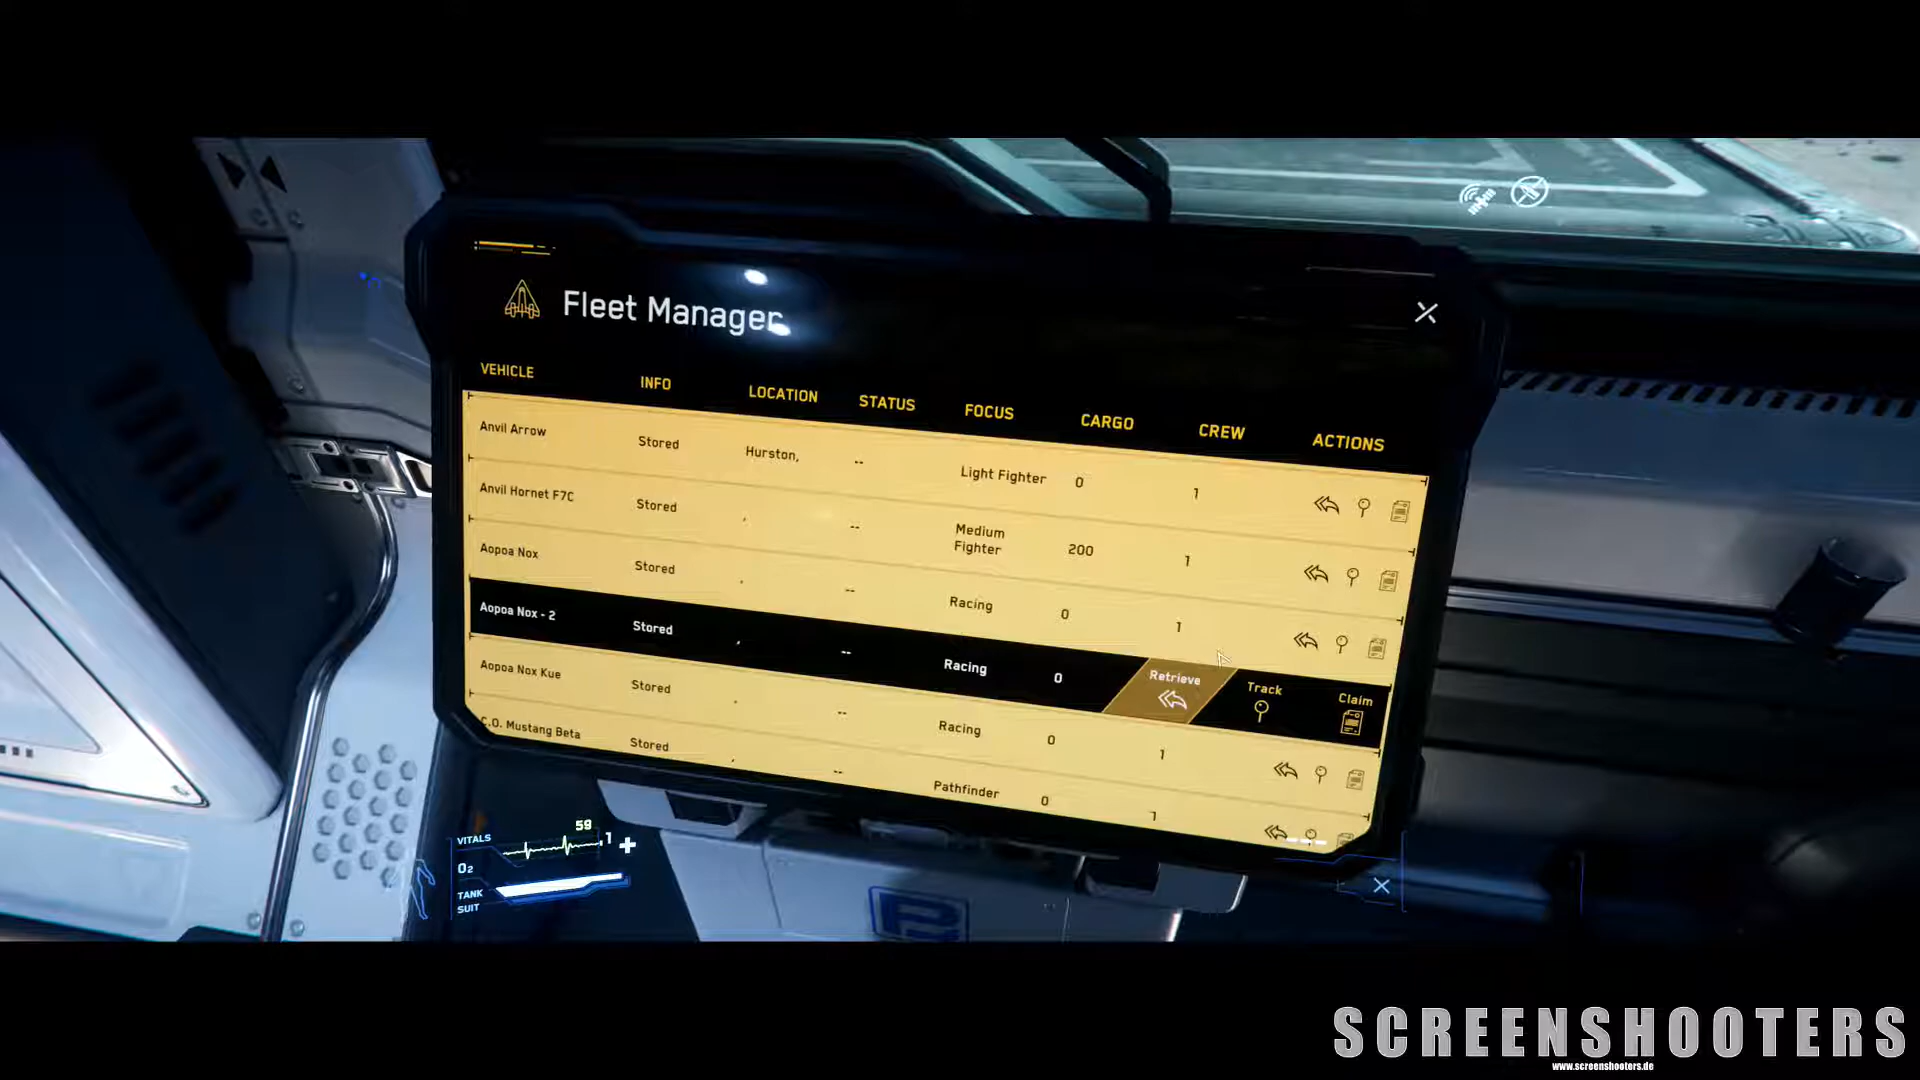 Fleet Manager
VEHICLE INFO LOCATION STATUS FOCUS CARGO CREW ACTIONS
Anvil Arrow Stored Hurston, -- Light Fighter 0 1
Anvil Hornet F7C Stored , -- Medium Fighter 200 1
Aopoa Nox Stored , -- Racing 0 1
Aopoa Nox - 2 Stored , -- Racing 0 Retrieve Track Claim
Aopoa Nox Kue Stored , -- Racing 0 1
C.O. Mustang Beta Stored , -- Pathfinder 0 1
VITALS 59 .1
O2
TANK
SUIT
SCREENSHOOTERS
www.screenshooters.de